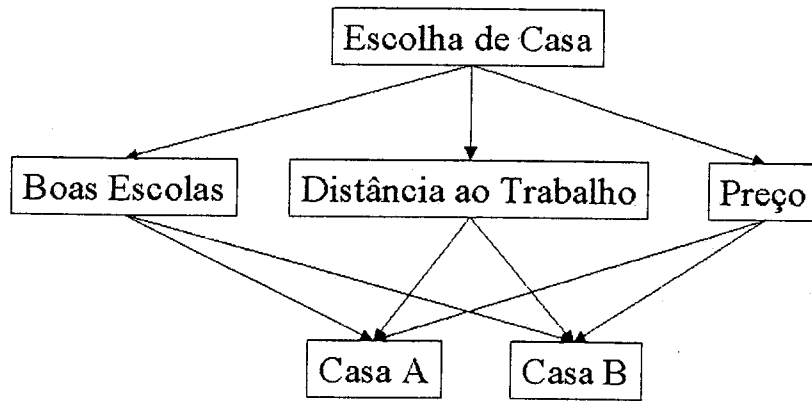 Escolha de Casa
Boas Escolas
Distância ao Trabalho
Preço
Casa A
Casa B